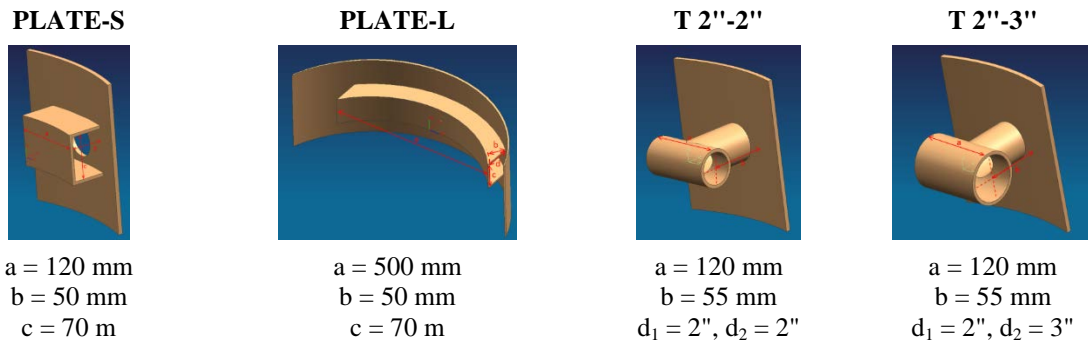 PLATE-S
PLATE-L
T 2"-2"
T 2"-3"
a = 120 mm
b = 50 mm
c = 70 m
a = 500 mm
b = 50 mm
c = 70 m
a = 120 mm
b = 55 mm
d₁ = 2", d₂ = 2"
a = 120 mm
b = 55 mm
d₁ = 2", d₂ = 3"